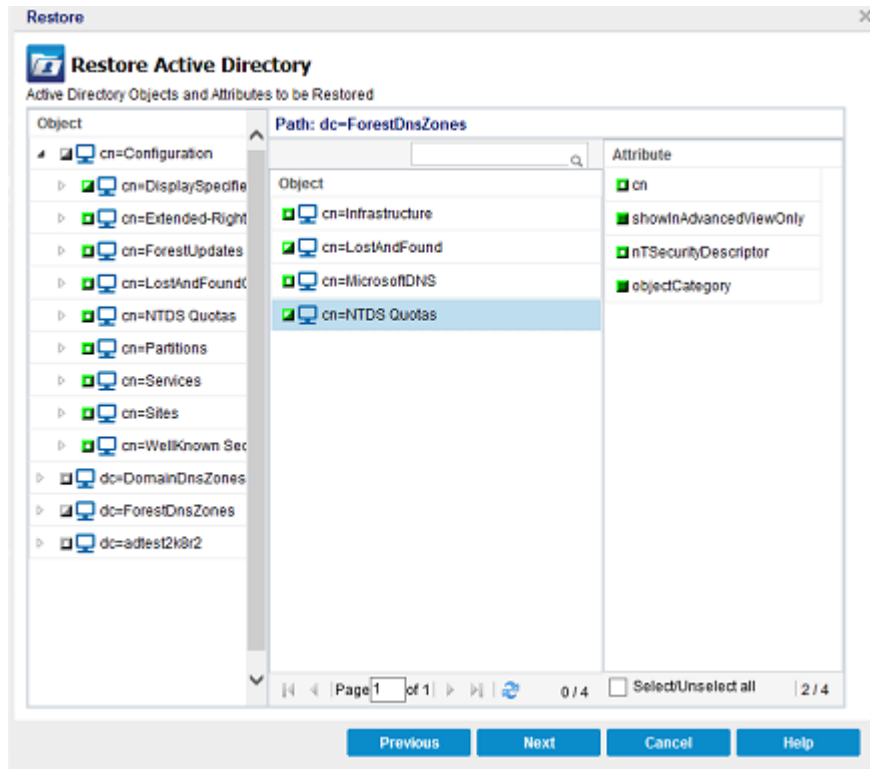 Restore
Restore Active Directory
Active Directory Objects and Attributes to be Restored
Object
cn=Configuration
cn=DisplaySpecifie
cn=Extended-Right
cn=ForestUpdates
cn=LostAndFound(
cn=NTDS Quotas
cn=Partitions
cn=Services
cn=Sites
cn=WellKnown Sec
dc=DomainDnsZones
dc=ForestDnsZones
dc=adtest2k8r2
Path: dc=ForestDnsZones
Object
cn=Infrastructure
cn=LostAndFound
cn=MicrosoftDNS
cn=NTDS Quotas
Page 1 of 1
0 / 4
Attribute
cn
showInAdvancedViewOnly
nTSecurityDescriptor
objectCategory
Select/Unselect all
2 / 4
Previous Next Cancel Help